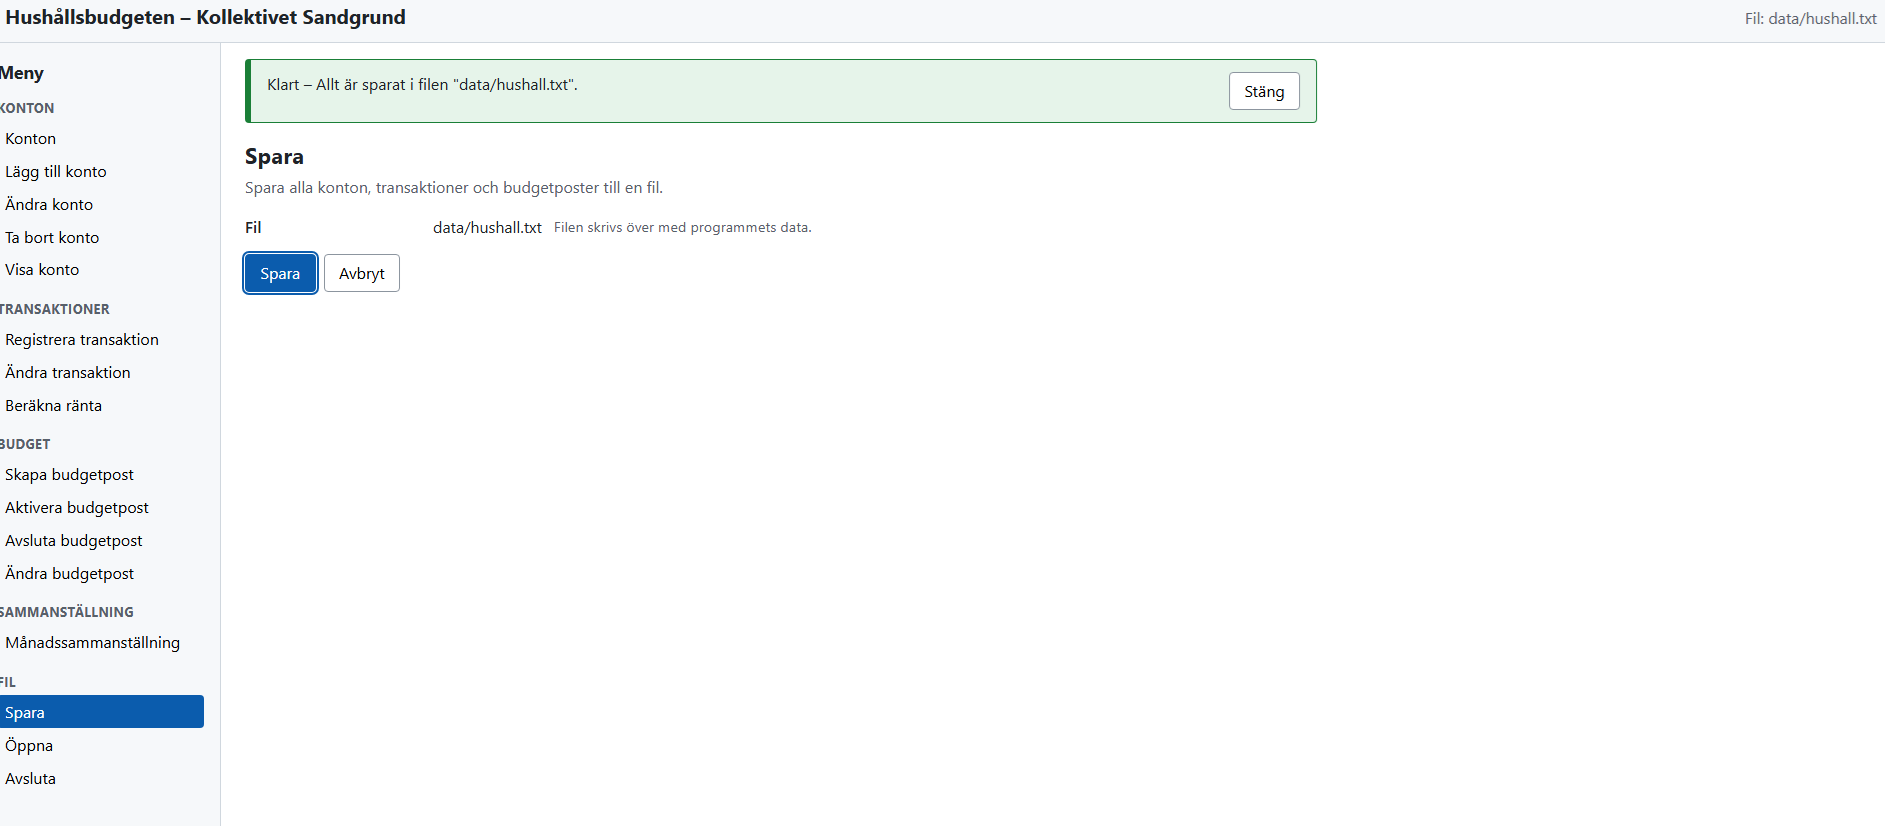 Hushållsbudgeten – Kollektivet Sandgrund
Fil: data/hushall.txt
Meny
KONTON
Konton
Lägg till konto
Ändra konto
Ta bort konto
Visa konto
TRANSAKTIONER
Registrera transaktion
Ändra transaktion
Beräkna ränta
BUDGET
Skapa budgetpost
Aktivera budgetpost
Avsluta budgetpost
Ändra budgetpost
SAMMANSTÄLLNING
Månadssammanställning
FIL
Spara
Öppna
Avsluta
Klart – Allt är sparat i filen "data/hushall.txt".
Stäng
Spara
Spara alla konton, transaktioner och budgetposter till en fil.
Fil data/hushall.txt Filen skrivs över med programmets data.
Spara Avbryt